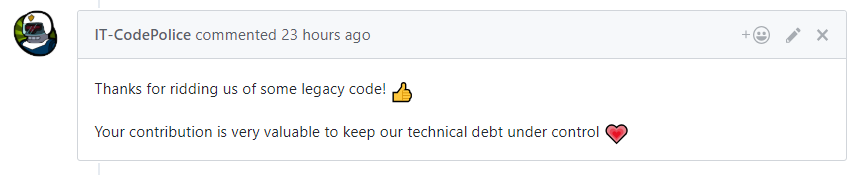 IT-CodePolice commented 23 hours ago
Thanks for ridding us of some legacy code! 👍
Your contribution is very valuable to keep our technical debt under control 💗